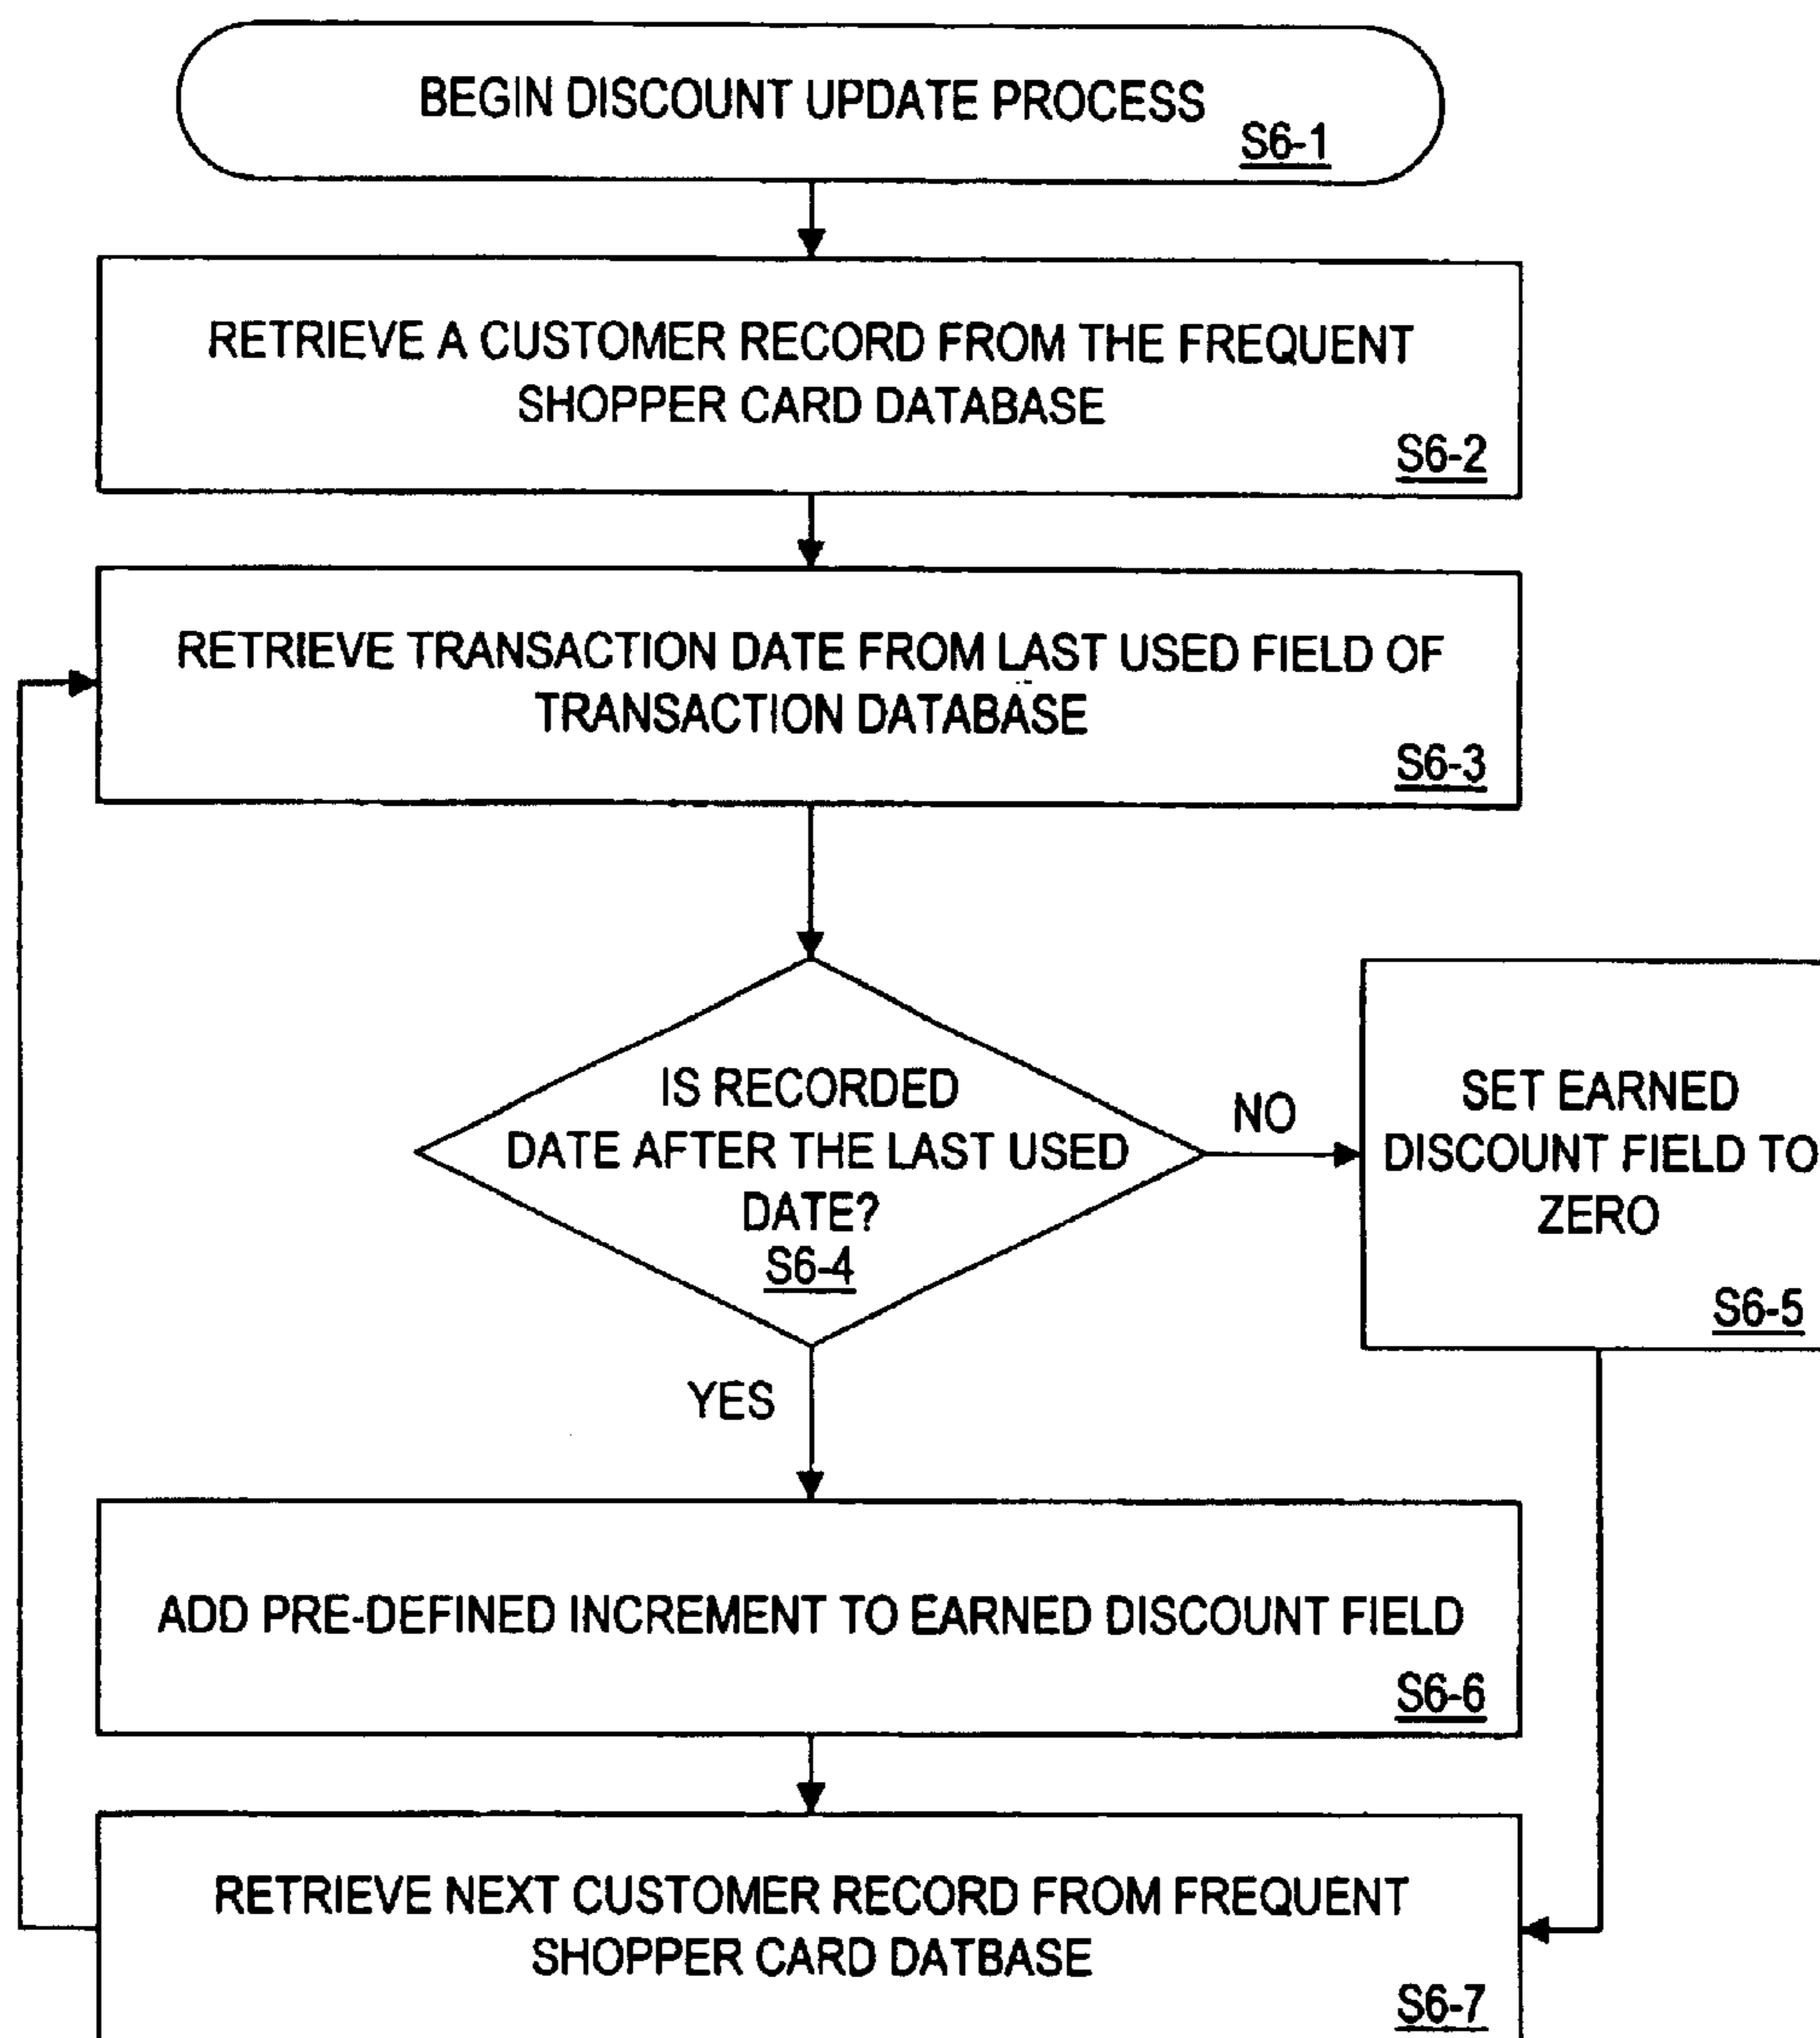 BEGIN DISCOUNT UPDATE PROCESS
S6-1
RETRIEVE A CUSTOMER RECORD FROM THE FREQUENT
SHOPPER CARD DATABASE
S6-2
RETRIEVE TRANSACTION DATE FROM LAST USED FIELD OF
TRANSACTION DATABASE
S6-3
IS RECORDED
DATE AFTER THE LAST USED
DATE?
S6-4
NO
SET EARNED
DISCOUNT FIELD TO
ZERO
S6-5
YES
ADD PRE-DEFINED INCREMENT TO EARNED DISCOUNT FIELD
S6-6
RETRIEVE NEXT CUSTOMER RECORD FROM FREQUENT
SHOPPER CARD DATBASE
S6-7